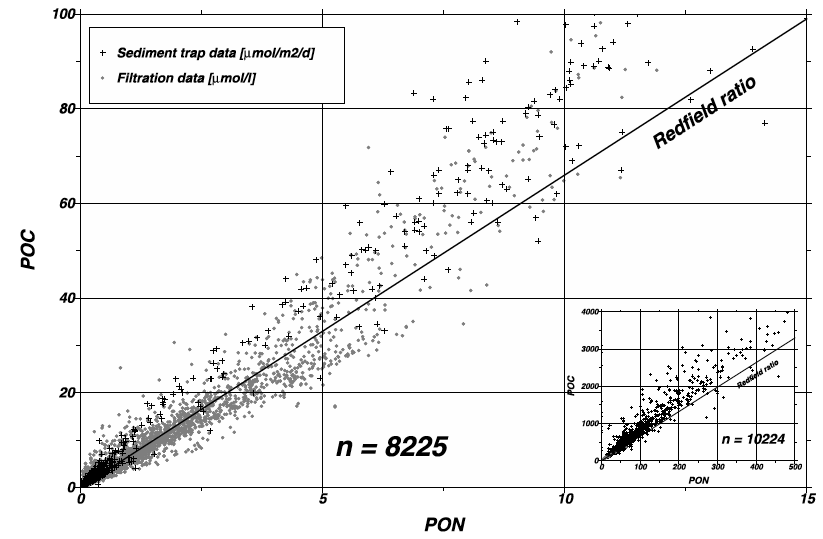 100
Sediment trap data [μmol/m2/d]
Filtration data [μmol/l]
80
Redfield ratio
60
POC
40
4000
3000
POC
Redfield ratio
2000
20
1000
n = 8225
n = 10224
0
0 100 200 300 400 500
PON
0
0 5 10 15
PON